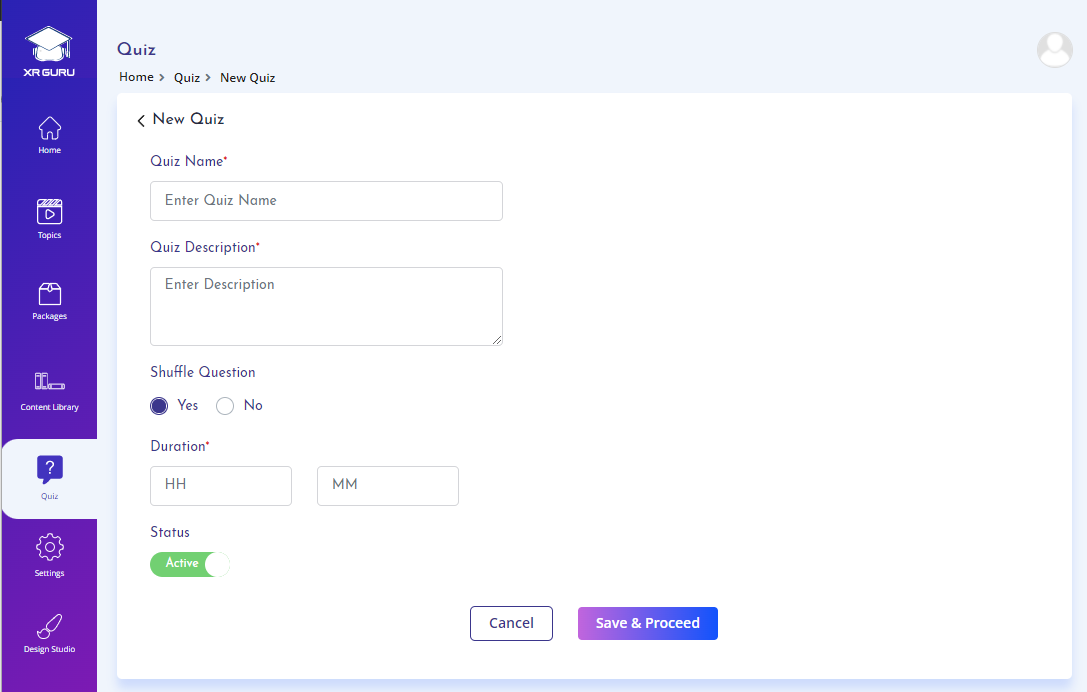 XR GURU
Home
Topics
Packages
Content Library
?
Quiz
Settings
Design Studio
Quiz
Home > Quiz > New Quiz
New Quiz
Quiz Name*
Enter Quiz Name
Quiz Description*
Enter Description
Shuffle Question
Yes No
Duration*
HH MM
Status
Active
Cancel Save & Proceed